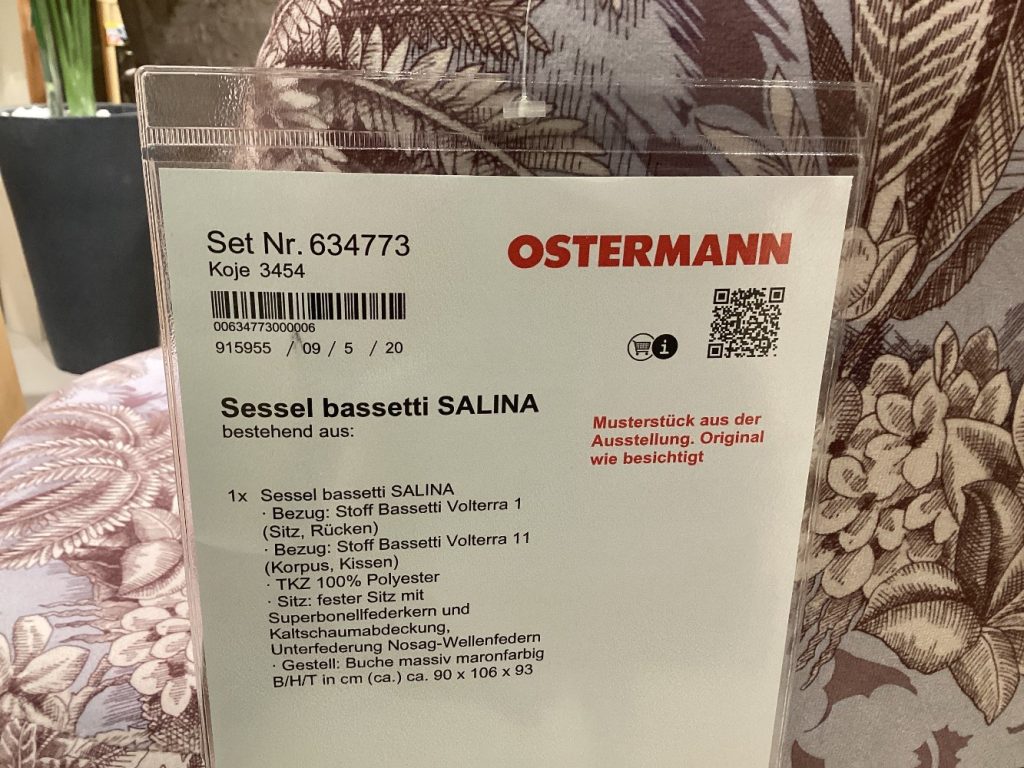 Set Nr. 634773
OSTERMANN
Koje 3454
00634773000006
915955 / 09 / 5 / 20
i
Sessel bassetti SALINA
bestehend aus:
Musterstück aus der
Ausstellung. Original
wie besichtigt
1x Sessel bassetti SALINA
· Bezug: Stoff Bassetti Volterra 1
(Sitz, Rücken)
· Bezug: Stoff Bassetti Volterra 11
(Korpus, Kissen)
· TKZ 100% Polyester
· Sitz: fester Sitz mit
Superbonellfederkern und
Kaltschaumabdeckung,
Unterfederung Nosag-Wellenfedern
· Gestell: Buche massiv maronfarbig
B/H/T in cm (ca.) ca. 90 x 106 x 93